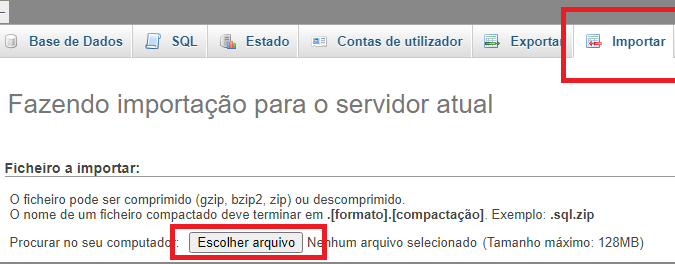 Base de Dados SQL Estado Contas de utilizador Exportar Importar
Fazendo importação para o servidor atual
Ficheiro a importar:
O ficheiro pode ser comprimido (gzip, bzip2, zip) ou descomprimido.
O nome de um ficheiro compactado deve terminar em .[formato].[compactação]. Exemplo: .sql.zip
Procurar no seu computador: Escolher arquivo Nenhum arquivo selecionado (Tamanho máximo: 128MB)